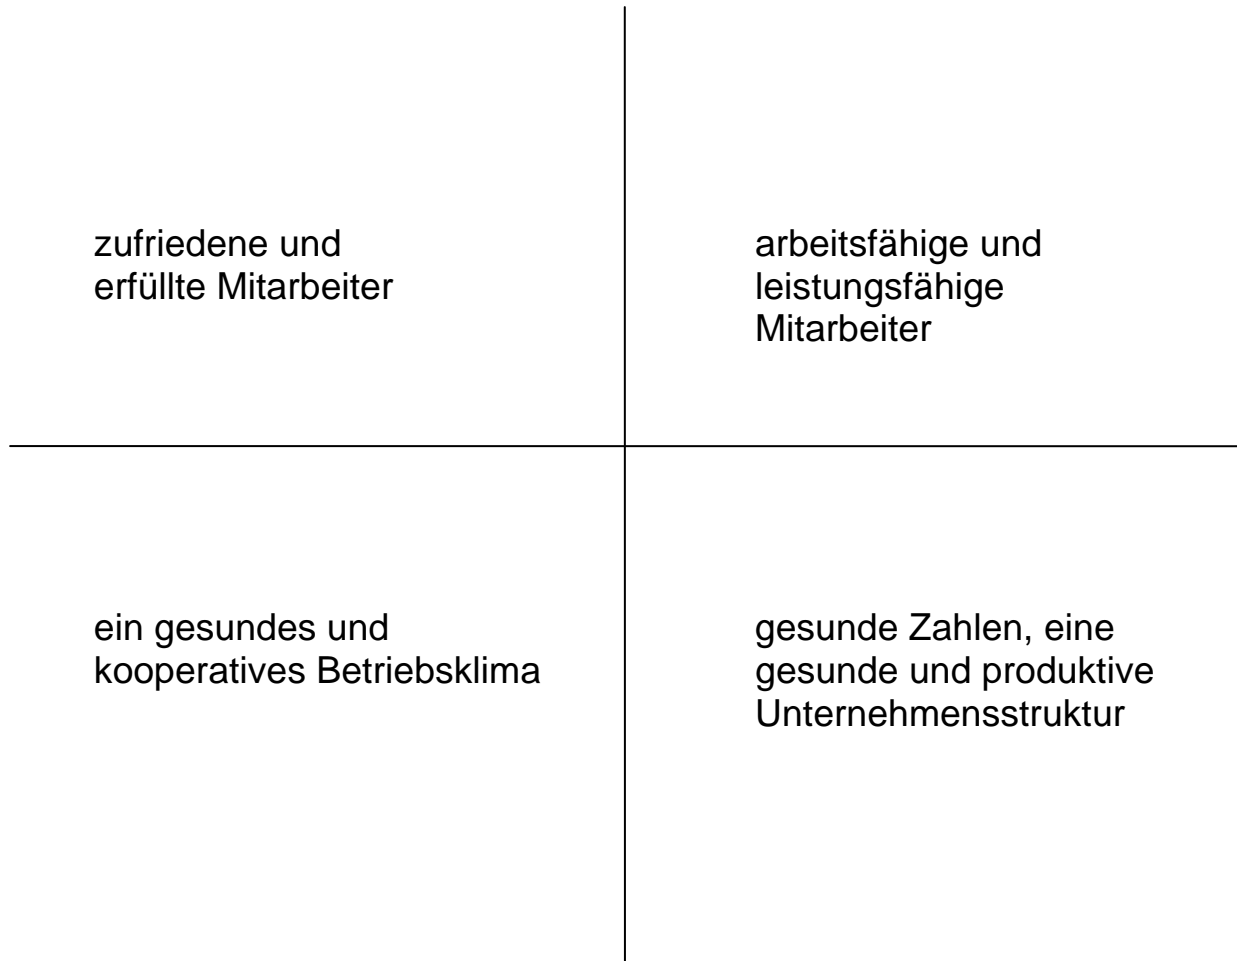 zufriedene und
erfüllte Mitarbeiter
arbeitsfähige und
leistungsfähige
Mitarbeiter
ein gesundes und
kooperatives Betriebsklima
gesunde Zahlen, eine
gesunde und produktive
Unternehmensstruktur